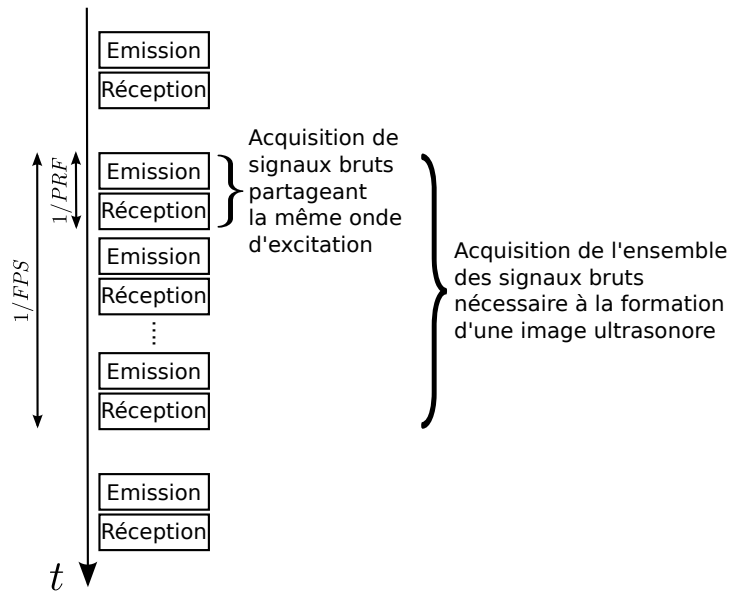 Emission
Réception
Emission
Réception
1/PRF
Acquisition de
signaux bruts
partageant
la même onde
d'excitation
Emission
Réception
1/FPS
Acquisition de l'ensemble
des signaux bruts
nécessaire à la formation
d'une image ultrasonore
Emission
Réception
Emission
Réception
t